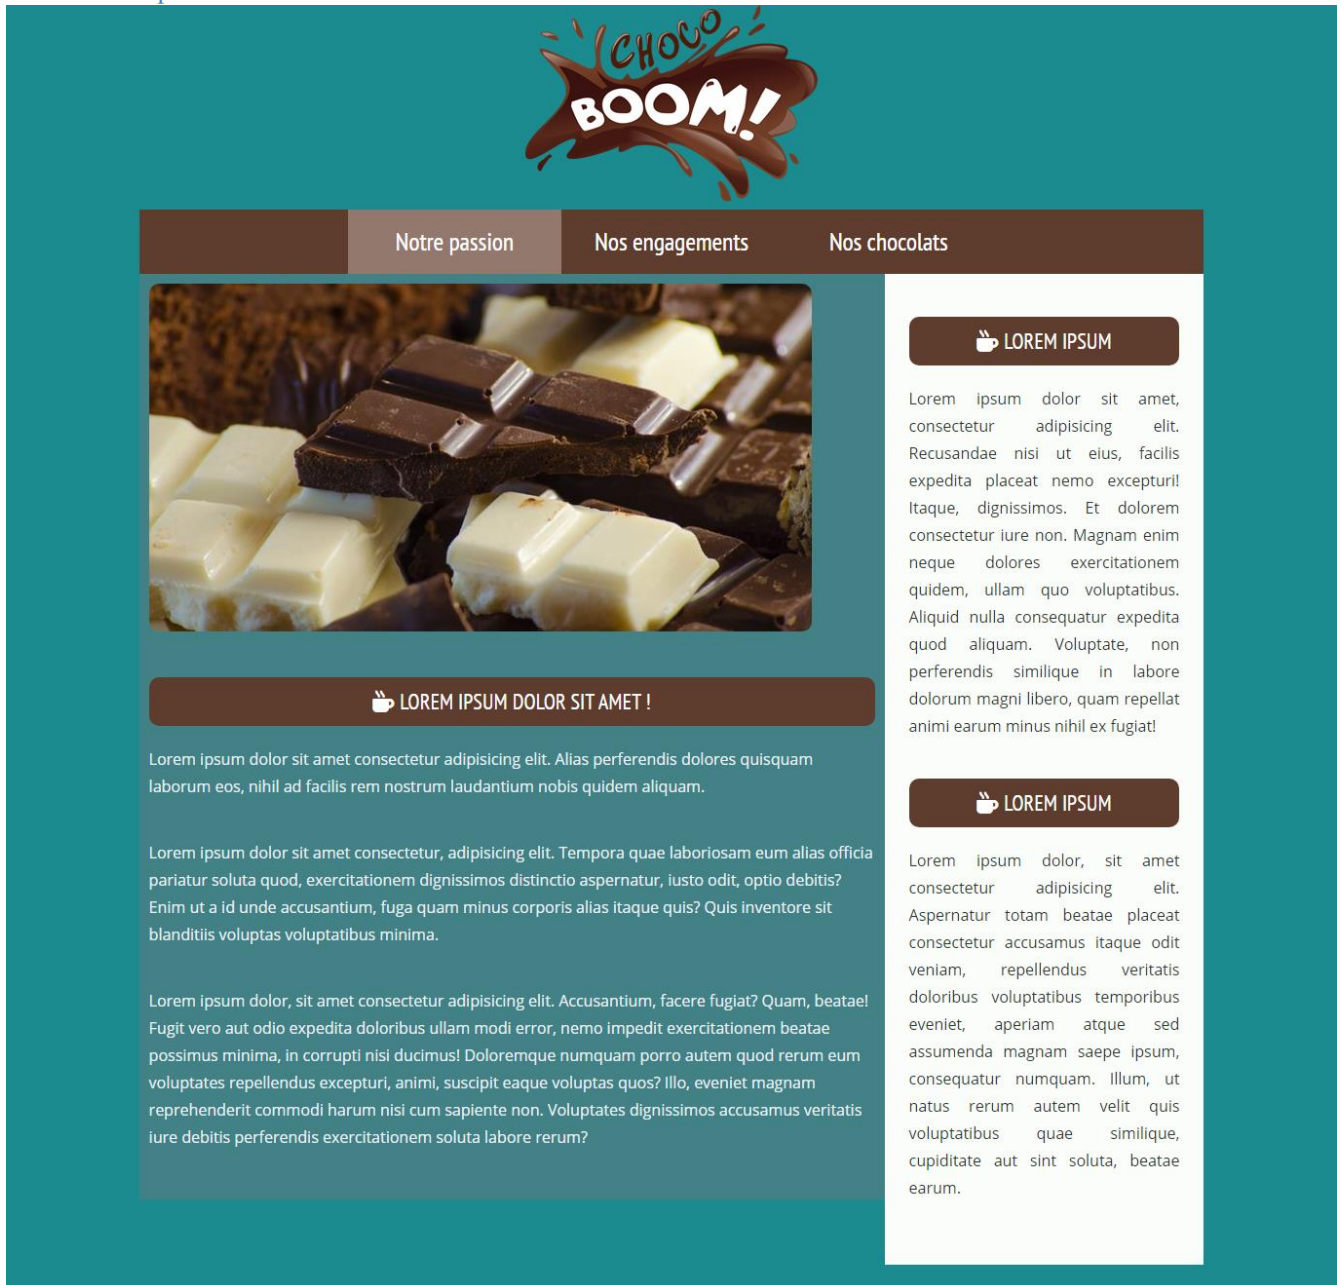 CHOCO
BOOM!
Notre passion Nos engagements Nos chocolats
LOREM IPSUM DOLOR SIT AMET !
Lorem ipsum dolor sit amet consectetur adipisicing elit. Alias perferendis dolores quisquam
laborum eos, nihil ad facilis rem nostrum laudantium nobis quidem aliquam.
Lorem ipsum dolor sit amet consectetur, adipisicing elit. Tempora quae laboriosam eum alias officia
pariatur soluta quod, exercitationem dignissimos distinctio aspernatur, iusto odit, optio debitis?
Enim ut a id unde accusantium, fuga quam minus corporis alias itaque quis? Quis inventore sit
blanditiis voluptas voluptatibus minima.
Lorem ipsum dolor, sit amet consectetur adipisicing elit. Accusantium, facere fugiat? Quam, beatae!
Fugit vero aut odio expedita doloribus ullam modi error, nemo impedit exercitationem beatae
possimus minima, in corrupti nisi ducimus! Doloremque numquam porro autem quod rerum eum
voluptates repellendus excepturi, animi, suscipit eaque voluptas quos? Illo, eveniet magnam
reprehenderit commodi harum nisi cum sapiente non. Voluptates dignissimos accusamus veritatis
iure debitis perferendis exercitationem soluta labore rerum?
LOREM IPSUM
Lorem ipsum dolor sit amet,
consectetur adipisicing elit.
Recusandae nisi ut eius, facilis
expedita placeat nemo excepturi!
Itaque, dignissimos. Et dolorem
consectetur iure non. Magnam enim
neque dolores exercitationem
quidem, ullam quo voluptatibus.
Aliquid nulla consequatur expedita
quod aliquam. Voluptate, non
perferendis similique in labore
dolorum magni libero, quam repellat
animi earum minus nihil ex fugiat!
LOREM IPSUM
Lorem ipsum dolor, sit amet
consectetur adipisicing elit.
Aspernatur totam beatae placeat
consectetur accusamus itaque odit
veniam, repellendus veritatis
doloribus voluptatibus temporibus
eveniet, aperiam atque sed
assumenda magnam saepe ipsum,
consequatur numquam. Illum, ut
natus rerum autem velit quis
voluptatibus quae similique,
cupiditate aut sint soluta, beatae
earum.